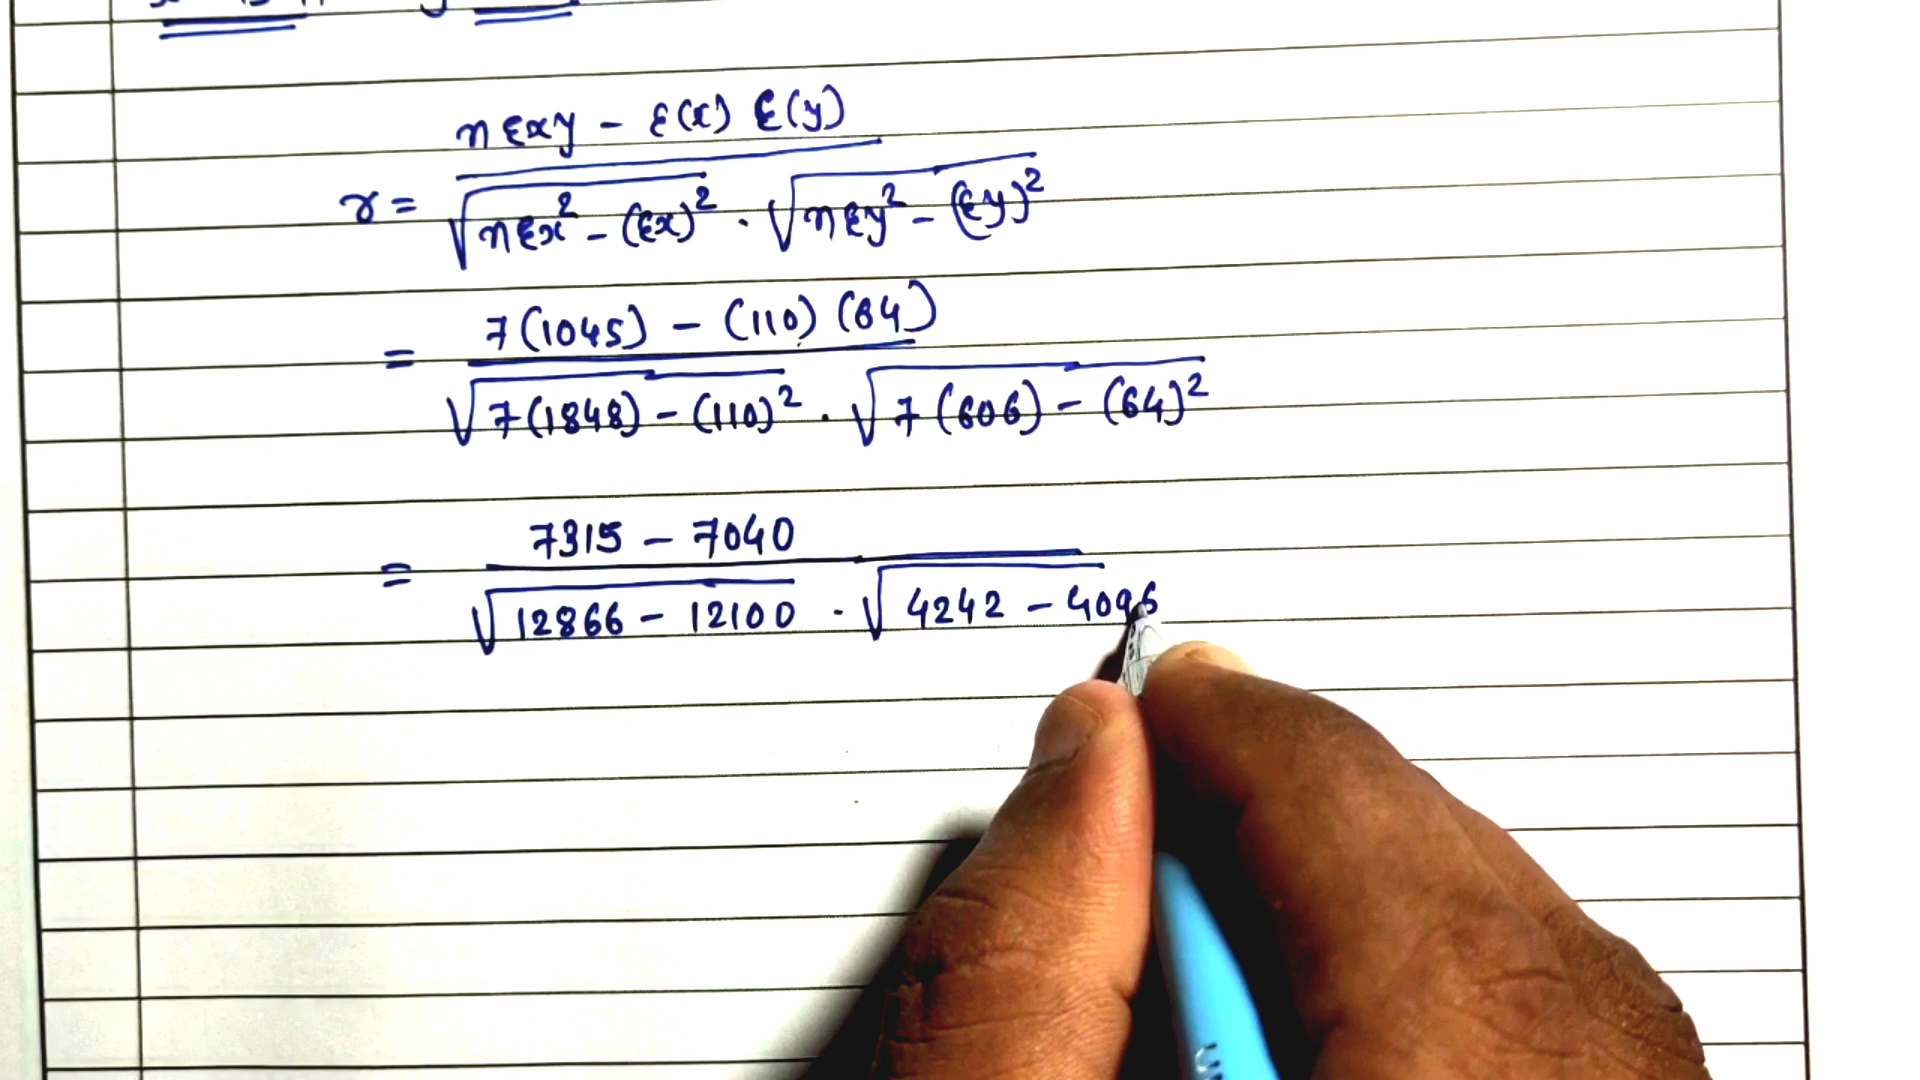 nΣxy - Σ(x) Σ(y)
r = √nΣx² - (Σx)² . √nΣy² - (Σy)²
7(1045) - (110) (64)
= √7(1848) - (110)² . √7(606) - (64)²
7315 - 7040
= √12866 - 12100 . √4242 - 4096